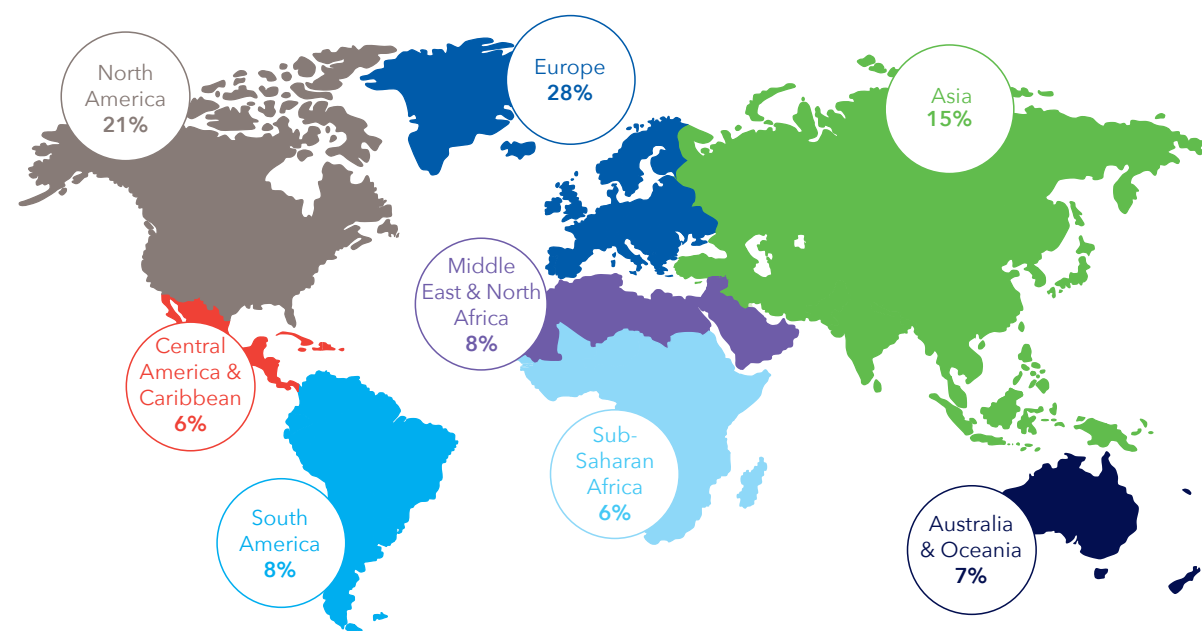 North
America
21%
Europe
28%
Asia
15%
Middle
East & North
Africa
8%
Central
America &
Caribbean
6%
Sub-
Saharan
Africa
6%
South
America
8%
Australia
& Oceania
7%